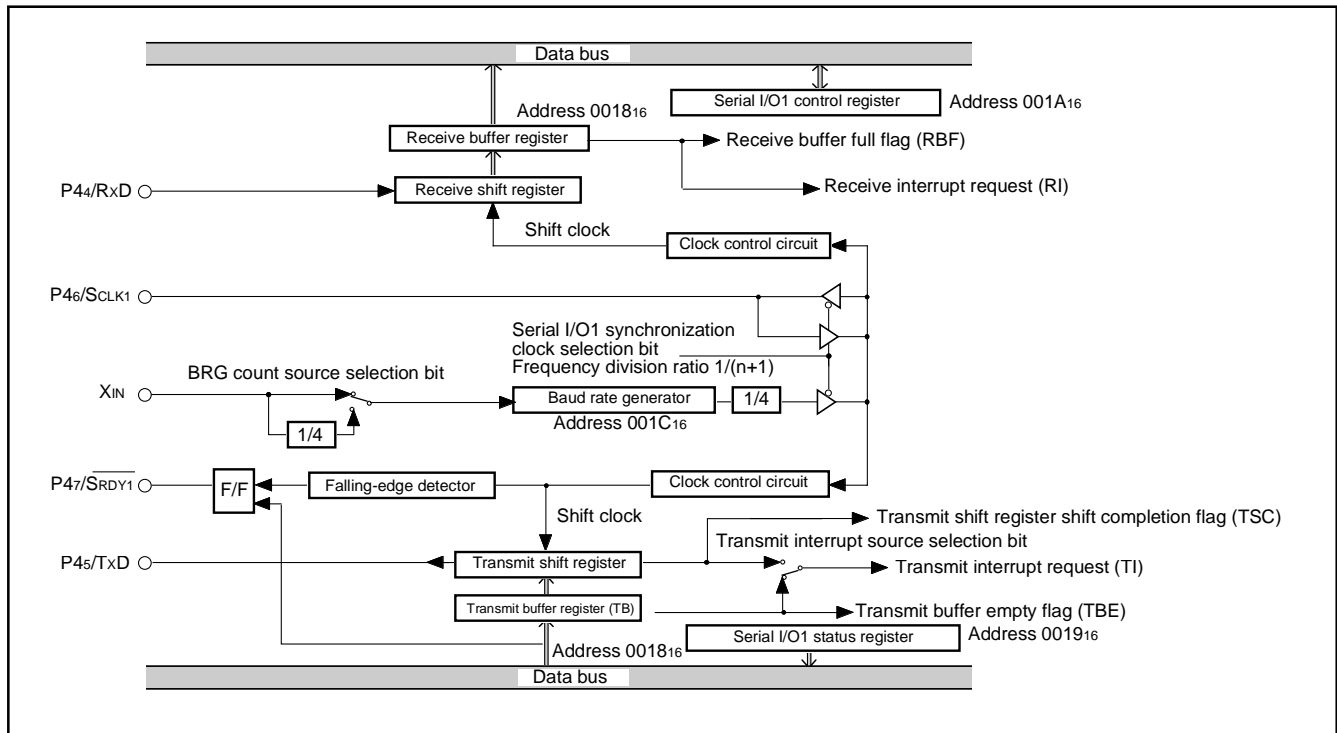 Data bus
Serial I/O1 control register
Address 001A16
Address 001816
Receive buffer register
Receive buffer full flag (RBF)
P44/RXD
Receive shift register
Receive interrupt request (RI)
Shift clock
Clock control circuit
P46/SCLK1
Serial I/O1 synchronization
clock selection bit
Frequency division ratio 1/(n+1)
BRG count source selection bit
XIN
Baud rate generator
1/4
Address 001C16
1/4
P47/SRDY1
F/F
Falling-edge detector
Clock control circuit
Shift clock
Transmit shift register shift completion flag (TSC)
Transmit interrupt source selection bit
P45/TXD
Transmit shift register
Transmit interrupt request (TI)
Transmit buffer register (TB)
Transmit buffer empty flag (TBE)
Serial I/O1 status register
Address 001916
Address 001816
Data bus